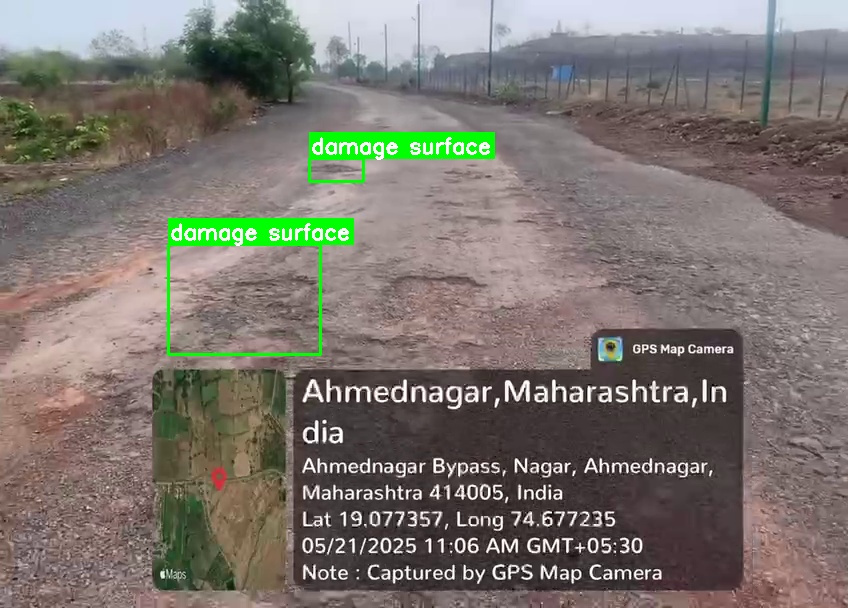 damage surface
damage surface
GPS Map Camera
Ahmednagar,Maharashtra,In
dia
Ahmednagar Bypass, Nagar, Ahmednagar,
Maharashtra 414005, India
Lat 19.077357, Long 74.677235
05/21/2025 11:06 AM GMT+05:30
Note : Captured by GPS Map Camera
Maps